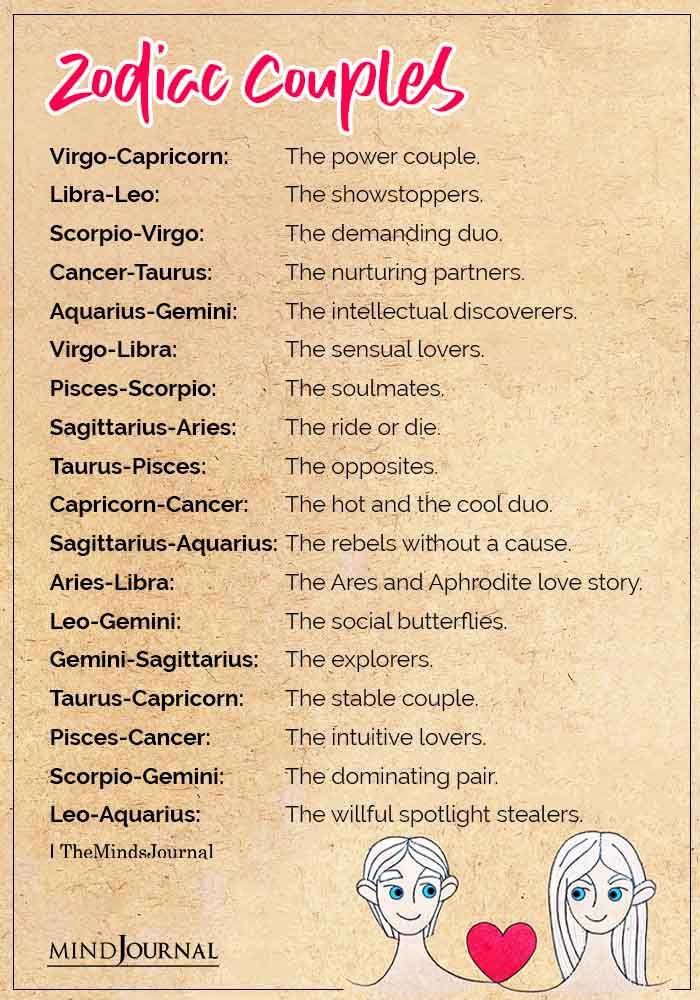 Zodiac Couples
Virgo-Capricorn: The power couple.
Libra-Leo: The showstoppers.
Scorpio-Virgo: The demanding duo.
Cancer-Taurus: The nurturing partners.
Aquarius-Gemini: The intellectual discoverers.
Virgo-Libra: The sensual lovers.
Pisces-Scorpio: The soulmates.
Sagittarius-Aries: The ride or die.
Taurus-Pisces: The opposites.
Capricorn-Cancer: The hot and the cool duo.
Sagittarius-Aquarius: The rebels without a cause.
Aries-Libra: The Ares and Aphrodite love story.
Leo-Gemini: The social butterflies.
Gemini-Sagittarius: The explorers.
Taurus-Capricorn: The stable couple.
Pisces-Cancer: The intuitive lovers.
Scorpio-Gemini: The dominating pair.
Leo-Aquarius: The willful spotlight stealers.
| TheMindsJournal
MINDJOURNAL